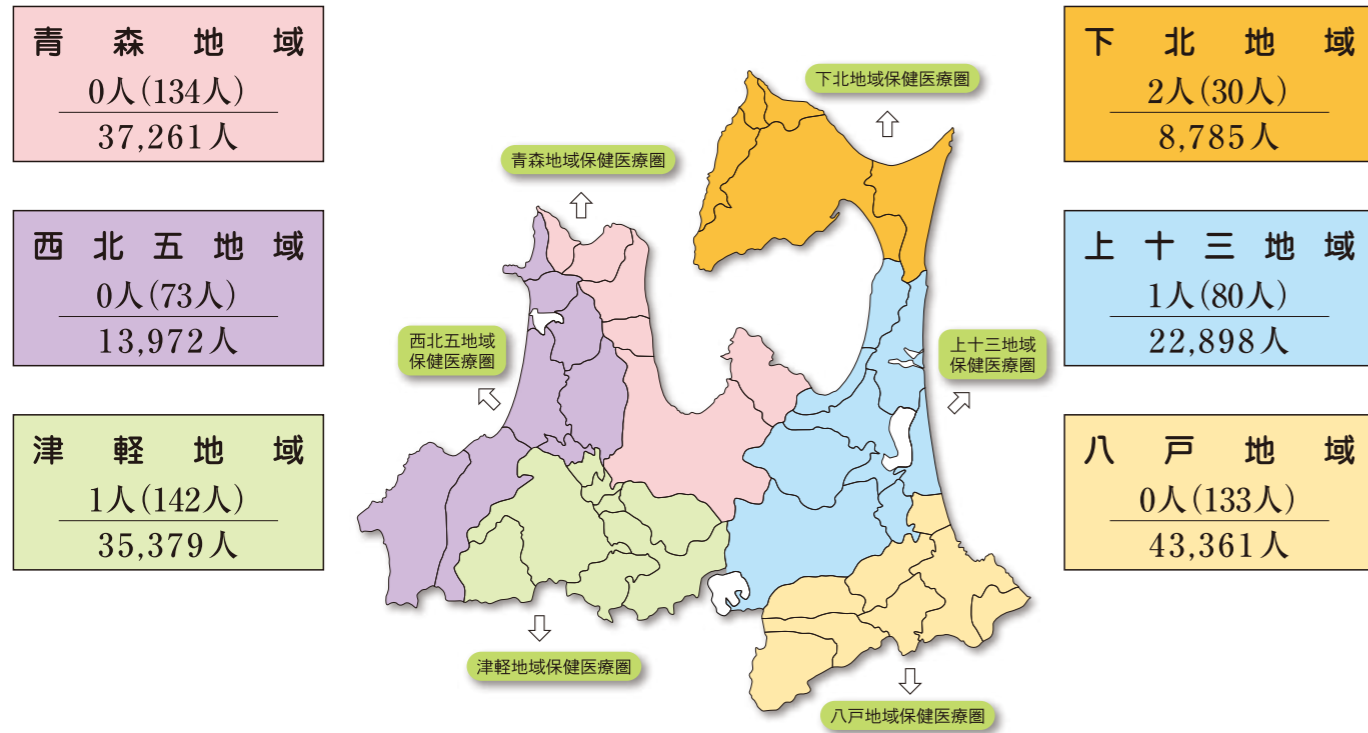 青森地域
0人(134人)
37,261人
西北五地域
0人(73人)
13,972人
津軽地域
1人(142人)
35,379人
下北地域保健医療圏
青森地域保健医療圏
西北五地域
保健医療圏
上十三地域
保健医療圏
津軽地域保健医療圏
八戸地域保健医療圏
下北地域
2人(30人)
8,785人
上十三地域
1人(80人)
22,898人
八戸地域
0人(133人)
43,361人